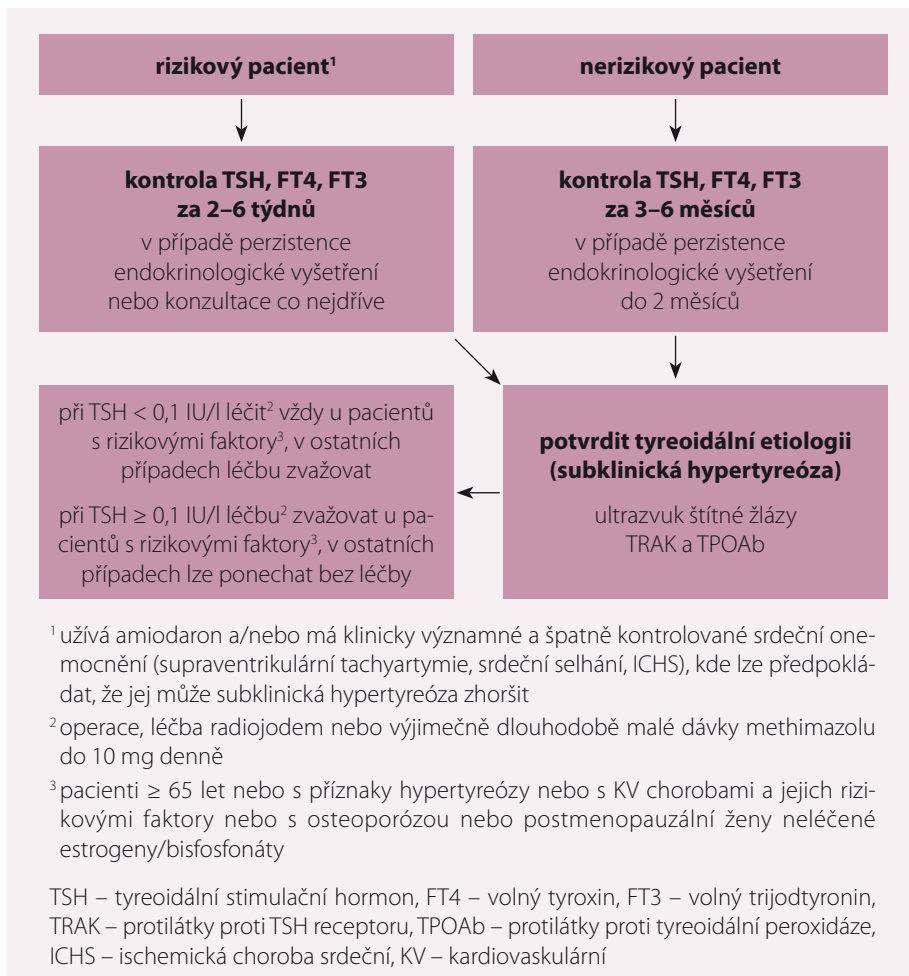 rizikový pacient¹
nerizikový pacient
kontrola TSH, FT4, FT3
za 2–6 týdnů
v případě perzistence
endokrinologické vyšetření
nebo konzultace co nejdříve
kontrola TSH, FT4, FT3
za 3–6 měsíců
v případě perzistence
endokrinologické vyšetření
do 2 měsíců
při TSH < 0,1 IU/l léčit² vždy u pacientů
s rizikovými faktory³, v ostatních
případech léčbu zvažovat
při TSH ≥ 0,1 IU/l léčbu² zvažovat u pa-
cientů s rizikovými faktory³, v ostatních
případech lze ponechat bez léčby
potvrdit tyreoidální etiologii
(subklinická hypertyreóza)
ultrazvuk štítné žlázy
TRAK a TPOAb
¹ užívá amiodaron a/nebo má klinicky významné a špatně kontrolované srdeční one-
mocnění (supraventrikulární tachyartymie, srdeční selhání, ICHS), kde lze předpoklá-
dat, že jej může subklinická hypertyreóza zhoršit
² operace, léčba radiojodem nebo výjimečně dlouhodobě malé dávky methimazolu
do 10 mg denně
³ pacienti ≥ 65 let nebo s příznaky hypertyreózy nebo s KV chorobami a jejich rizi-
kovými faktory nebo s osteoporózou nebo postmenopauzální ženy neléčené
estrogeny/bisfosfonáty
TSH – tyreoidální stimulační hormon, FT4 – volný tyroxin, FT3 – volný trijodtyronin,
TRAK – protilátky proti TSH receptoru, TPOAb – protilátky proti tyreoidální peroxidáze,
ICHS – ischemická choroba srdeční, KV – kardiovaskulární